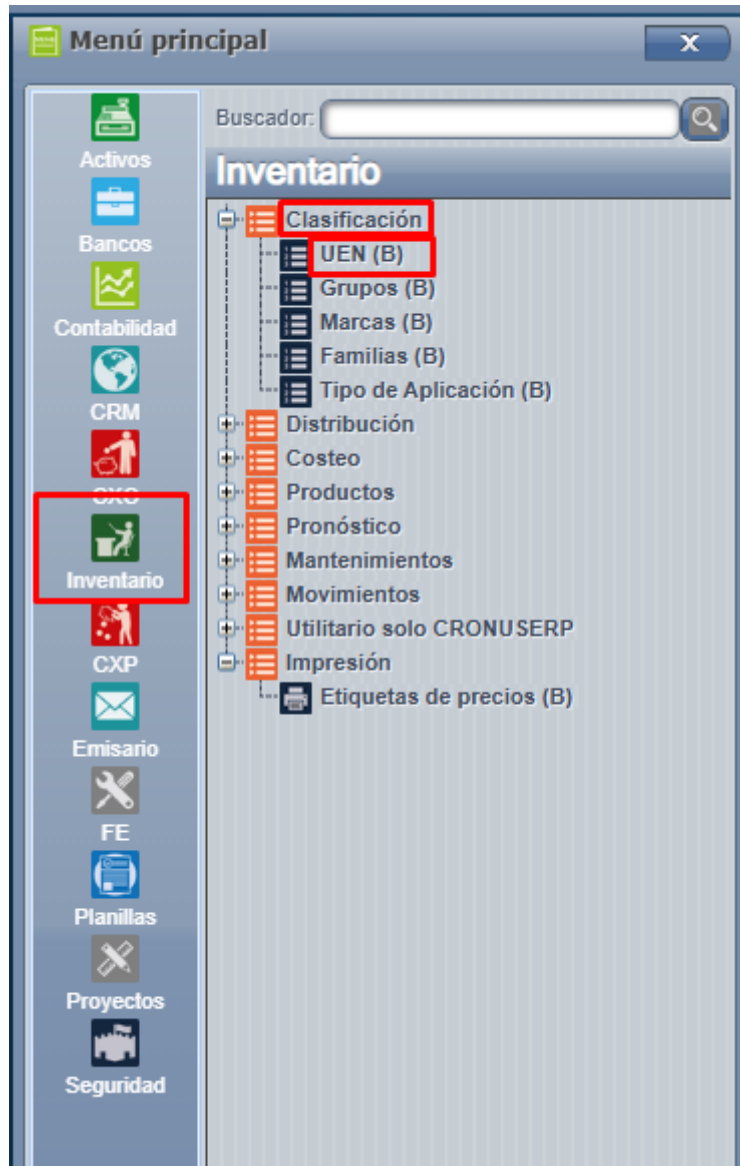 Menú principal
X
Activos
Bancos
Contabilidad
CRM
CXC
Inventario
CXP
Emisario
FE
Planillas
Proyectos
Seguridad
Buscador:
Inventario
Clasificación
UEN (B)
Grupos (B)
Marcas (B)
Familias (B)
Tipo de Aplicación (B)
Distribución
Costeo
Productos
Pronóstico
Mantenimientos
Movimientos
Utilitario solo CRONUSERP
Impresión
Etiquetas de precios (B)